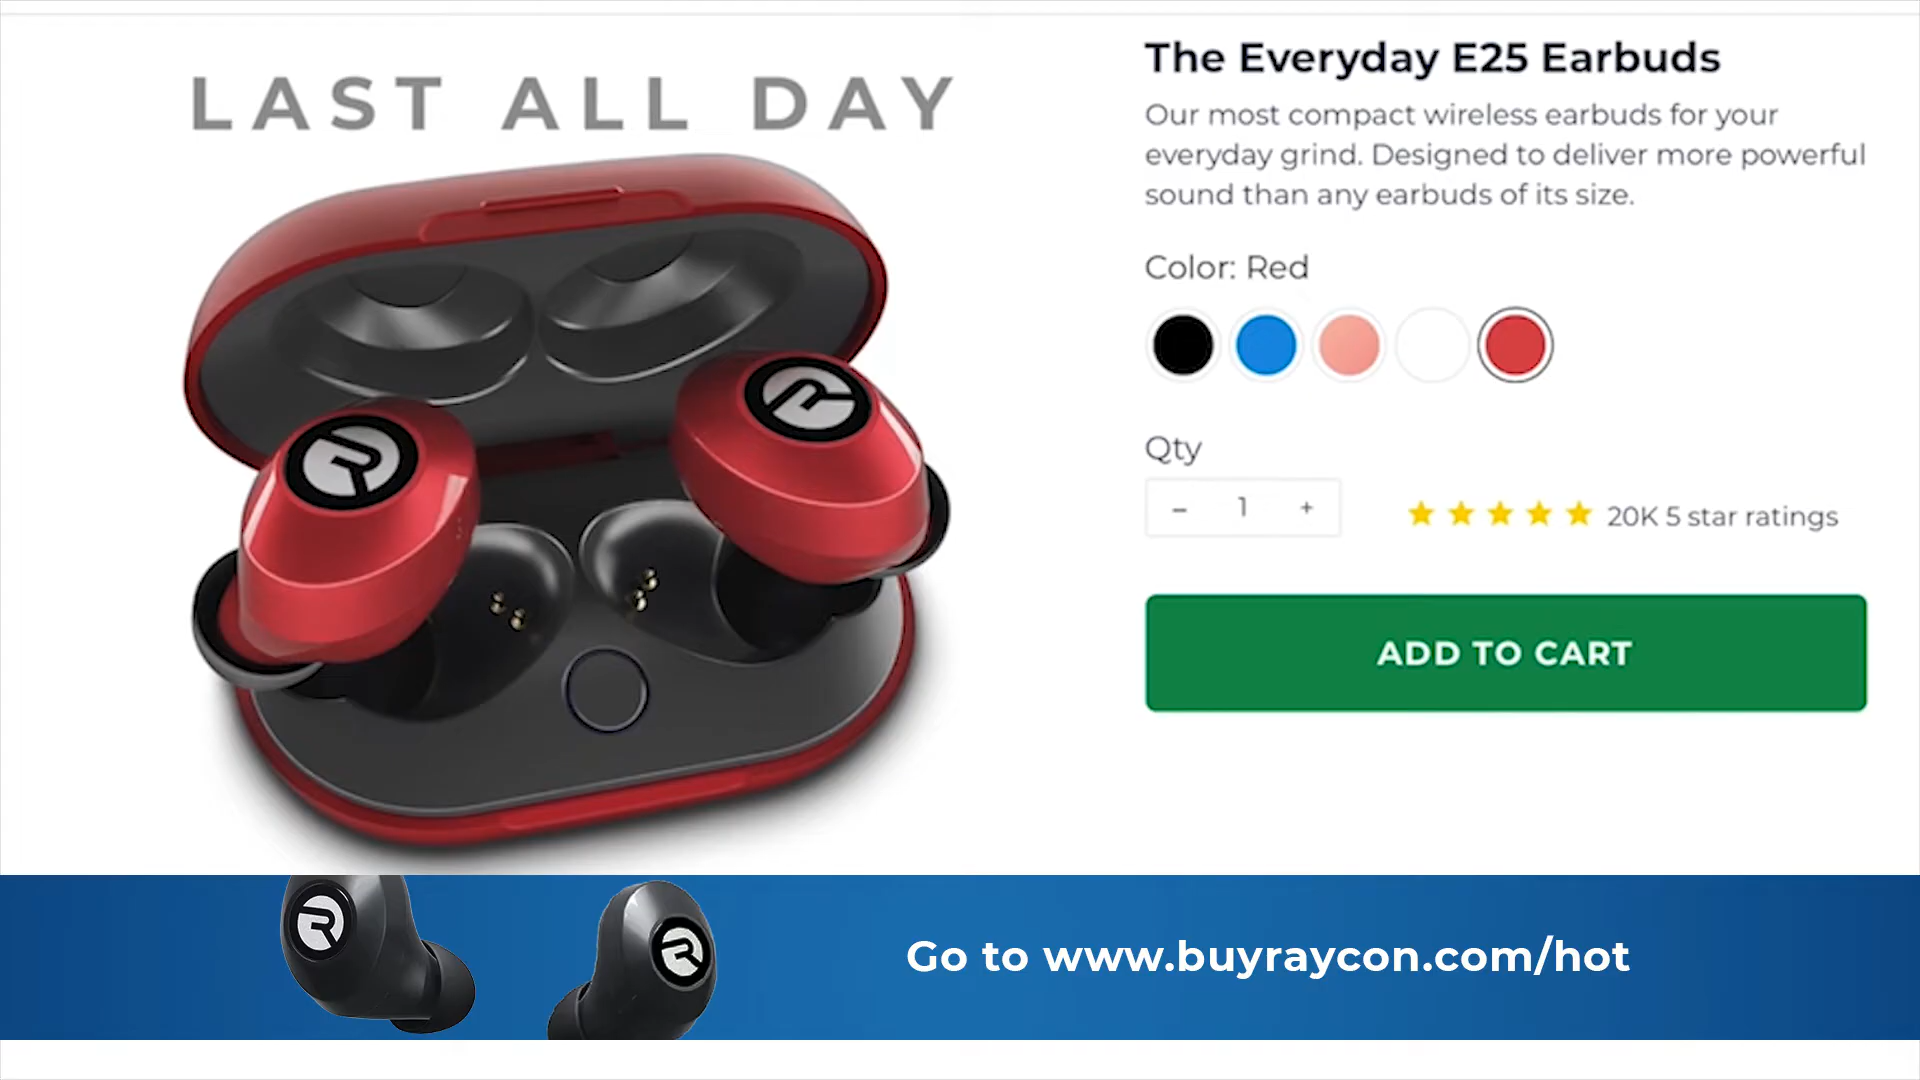 LAST ALL DAY
The Everyday E25 Earbuds
Our most compact wireless earbuds for your
everyday grind. Designed to deliver more powerful
sound than any earbuds of its size.
Color: Red
Qty
– 1 +
20K 5 star ratings
ADD TO CART
Go to www.buyraycon.com/hot